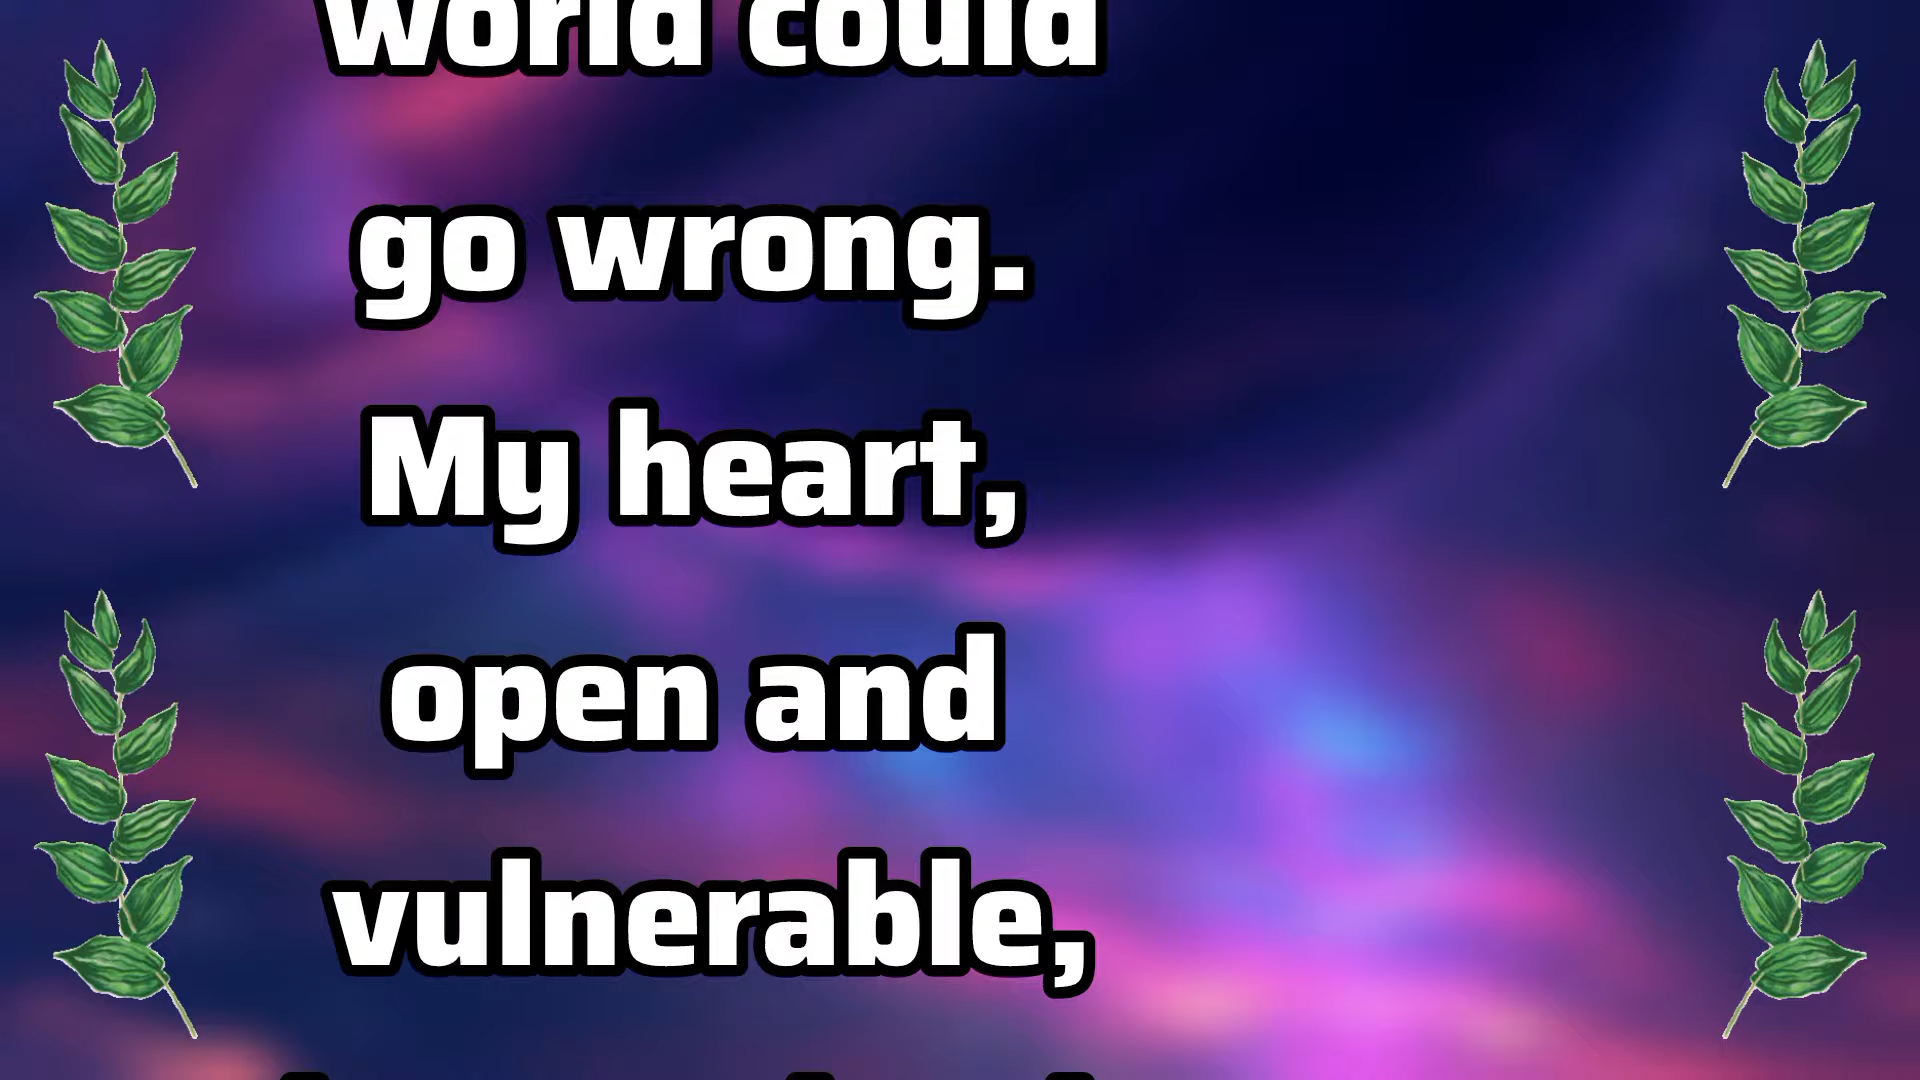 world could
go wrong.
My heart,
open and
vulnerable,